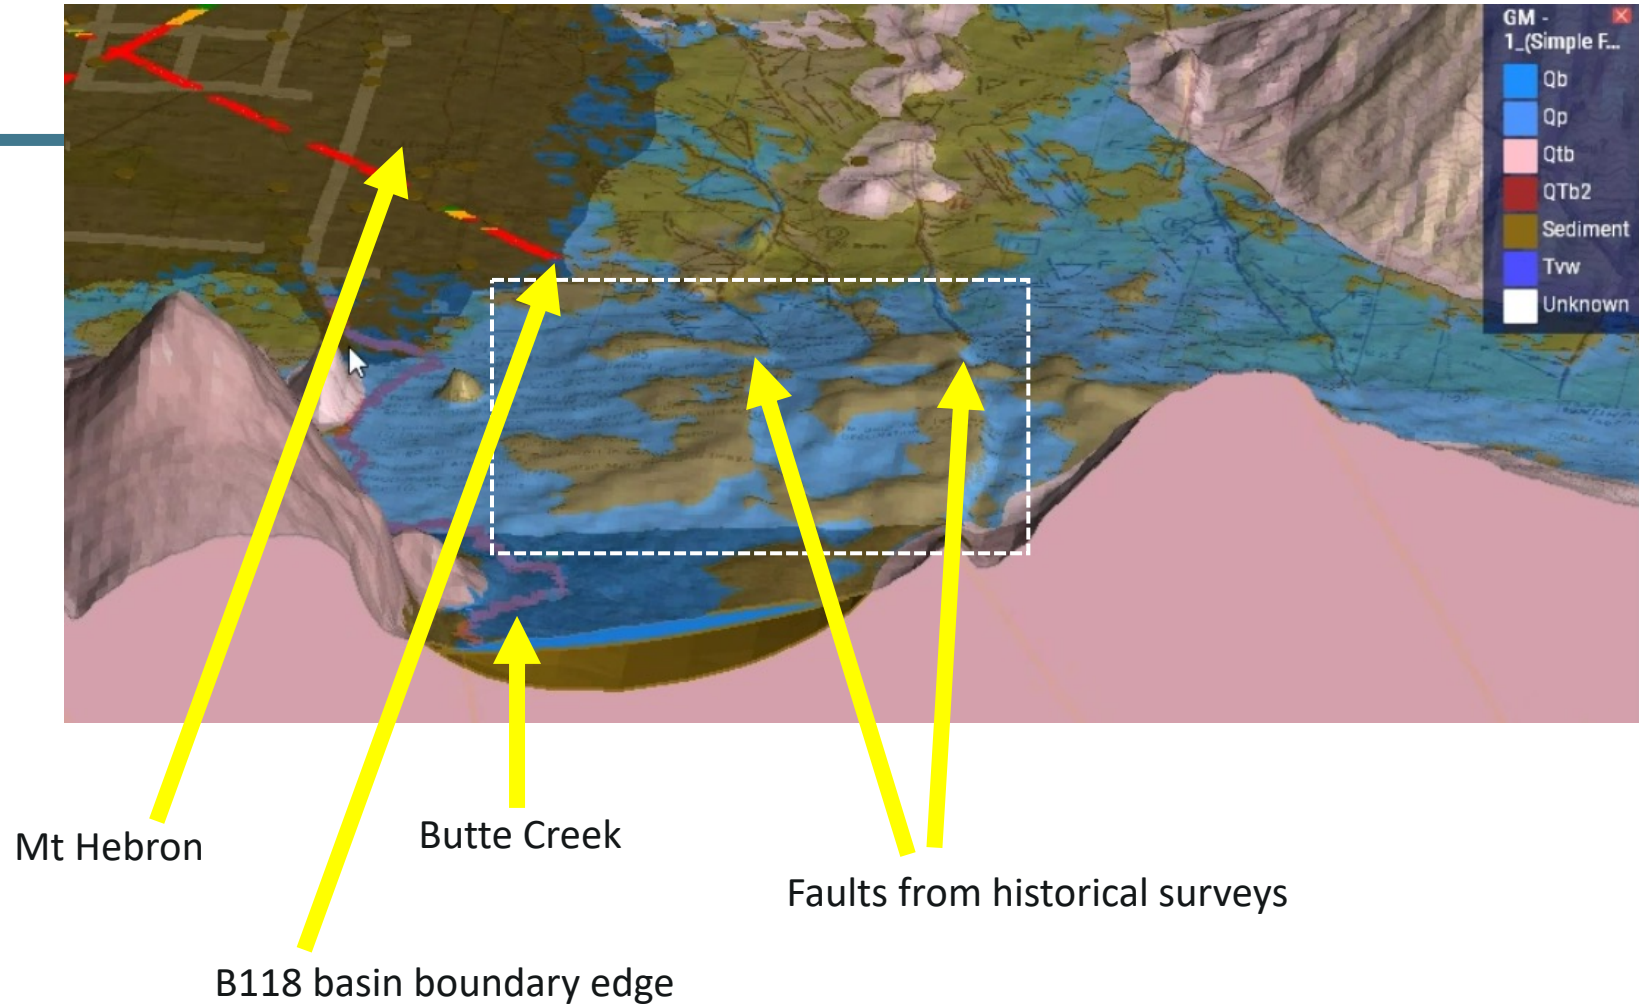 GM -
1_(Simple F...
Qb
Qp
Qtb
QTb2
Sediment
Tvw
Unknown
Mt Hebron
Butte Creek
Faults from historical surveys
B118 basin boundary edge